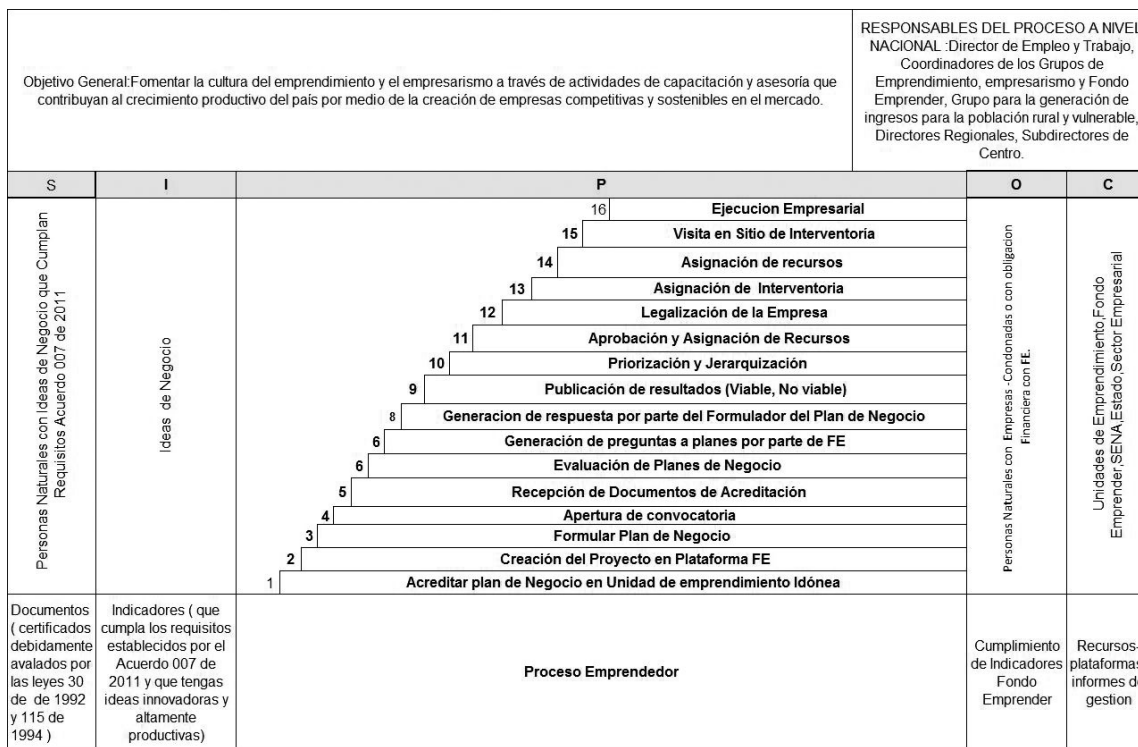 Objetivo General:Fomentar la cultura del emprendimiento y el empresarismo a través de actividades de capacitación y asesoría que
contribuyan al crecimiento productivo del país por medio de la creación de empresas competitivas y sostenibles en el mercado.
RESPONSABLES DEL PROCESO A NIVEL
NACIONAL :Director de Empleo y Trabajo,
Coordinadores de los Grupos de
Emprendimiento, empresarismo y Fondo
Emprender, Grupo para la generación de
ingresos para la población rural y vulnerable,
Directores Regionales, Subdirectores de
Centro.
S
I
P
O
C
Personas Naturales con Ideas de Negocio que Cumplan
Requisitos Acuerdo 007 de 2011
Ideas de Negocio
16 Ejecucion Empresarial
15 Visita en Sitio de Interventoría
14 Asignación de recursos
13 Asignación de Interventoria
12 Legalización de la Empresa
11 Aprobación y Asignación de Recursos
10 Priorización y Jerarquización
9 Publicación de resultados (Viable, No viable)
8 Generacion de respuesta por parte del Formulador del Plan de Negocio
6 Generación de preguntas a planes por parte de FE
6 Evaluación de Planes de Negocio
5 Recepción de Documentos de Acreditación
4 Apertura de convocatoria
3 Formular Plan de Negocio
2 Creación del Proyecto en Plataforma FE
1 Acreditar plan de Negocio en Unidad de emprendimiento Idónea
Personas Naturales con Empresas -Condonadas o con obligacion
Financiera con FE.
Unidades de Emprendimiento,Fondo
Emprender,SENA,Estado,Sector Empresarial
Documentos
( certificados
debidamente
avalados por
las leyes 30
de de 1992
y 115 de
1994 )
Indicadores ( que
cumpla los requisitos
establecidos por el
Acuerdo 007 de
2011 y que tengas
ideas innovadoras y
altamente
productivas)
Proceso Emprendedor
Cumplimiento
de Indicadores
Fondo
Emprender
Recursos-
plataformas
informes de
gestion